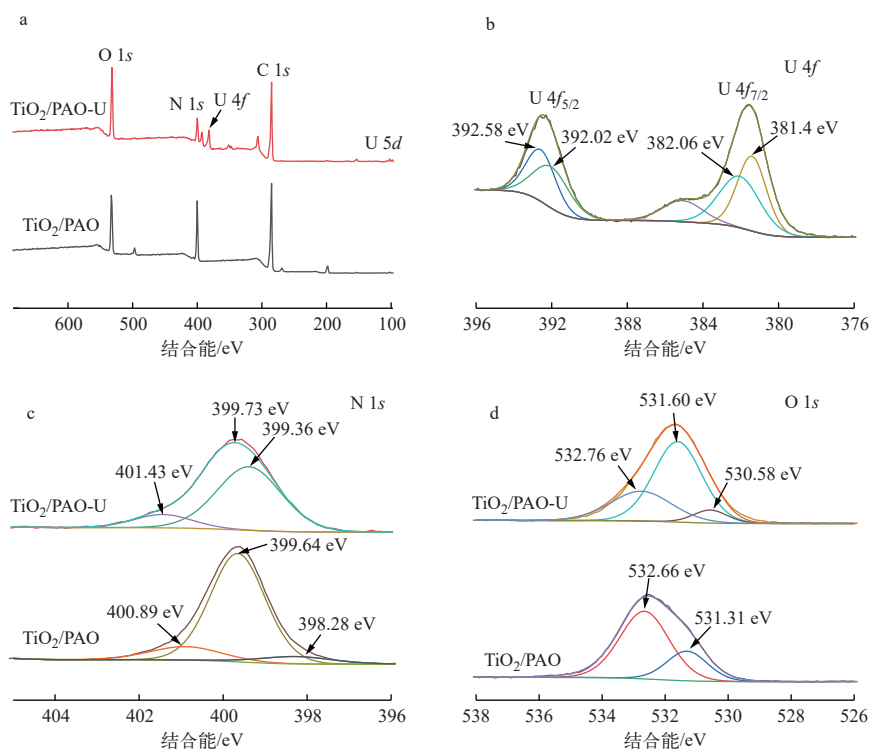 a
O 1s
C 1s
N 1s
U 4f
TiO₂/PAO-U
U 5d
TiO₂/PAO
600 500 400 300 200 100
结合能/eV
b
U 4f
U 4f₅/₂
U 4f₇/₂
392.58 eV
392.02 eV
382.06 eV
381.4 eV
396 392 388 384 380 376
结合能/eV
c
N 1s
399.73 eV
399.36 eV
401.43 eV
TiO₂/PAO-U
399.64 eV
400.89 eV
398.28 eV
TiO₂/PAO
404 402 400 398 396
结合能/eV
d
O 1s
531.60 eV
532.76 eV
530.58 eV
TiO₂/PAO-U
532.66 eV
531.31 eV
TiO₂/PAO
538 536 534 532 530 528 526
结合能/eV